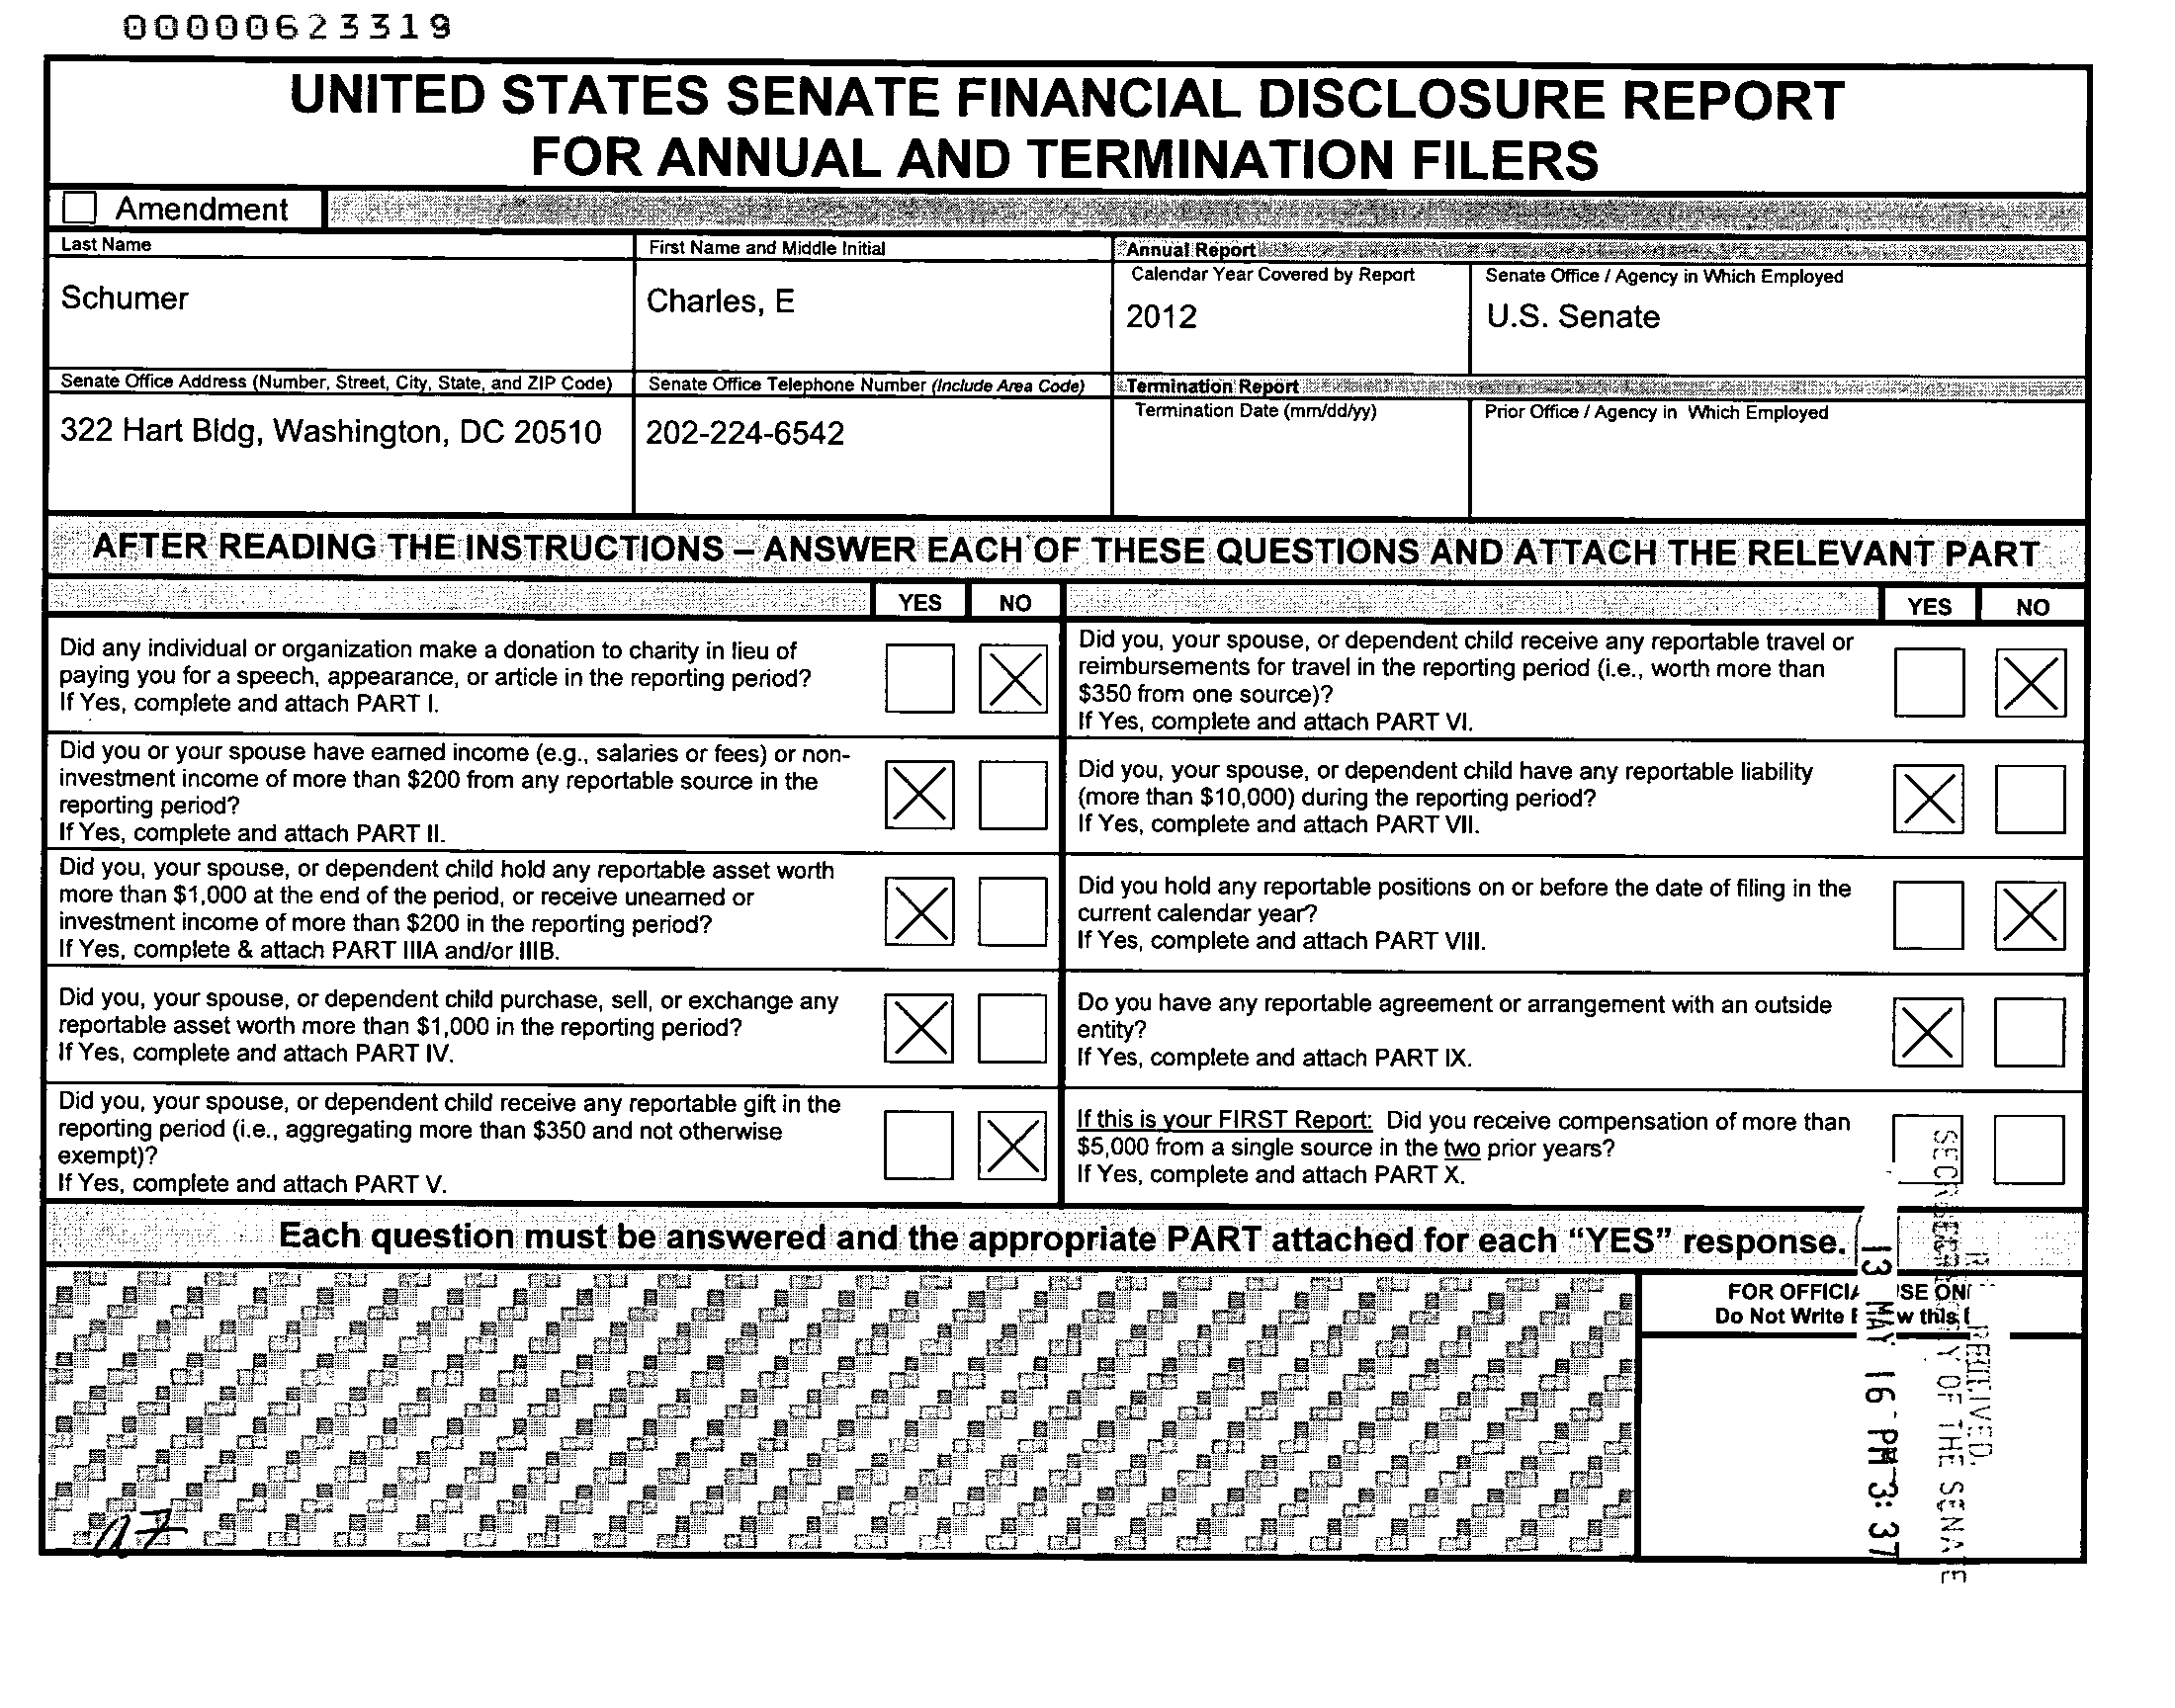 00000623319
UNITED STATES SENATE FINANCIAL DISCLOSURE REPORT
FOR ANNUAL AND TERMINATION FILERS
Amendment
Last Name
First Name and Middle Initial
Annual Report
Calendar Year Covered by Report
Senate Office / Agency in Which Employed
Schumer
Charles, E
2012
U.S. Senate
Senate Office Address (Number, Street, City, State, and ZIP Code)
Senate Office Telephone Number (Include Area Code)
Termination Report
Termination Date (mm/dd/yy)
Prior Office / Agency in Which Employed
322 Hart Bldg, Washington, DC 20510
202-224-6542
AFTER READING THE INSTRUCTIONS – ANSWER EACH OF THESE QUESTIONS AND ATTACH THE RELEVANT PART
YES NO
Did any individual or organization make a donation to charity in lieu of
paying you for a speech, appearance, or article in the reporting period?
If Yes, complete and attach PART I.
Did you or your spouse have earned income (e.g., salaries or fees) or non-
investment income of more than $200 from any reportable source in the
reporting period?
If Yes, complete and attach PART II.
Did you, your spouse, or dependent child hold any reportable asset worth
more than $1,000 at the end of the period, or receive unearned or
investment income of more than $200 in the reporting period?
If Yes, complete & attach PART IIIA and/or IIIB.
Did you, your spouse, or dependent child purchase, sell, or exchange any
reportable asset worth more than $1,000 in the reporting period?
If Yes, complete and attach PART IV.
Did you, your spouse, or dependent child receive any reportable gift in the
reporting period (i.e., aggregating more than $350 and not otherwise
exempt)?
If Yes, complete and attach PART V.
YES NO
Did you, your spouse, or dependent child receive any reportable travel or
reimbursements for travel in the reporting period (i.e., worth more than
$350 from one source)?
If Yes, complete and attach PART VI.
Did you, your spouse, or dependent child have any reportable liability
(more than $10,000) during the reporting period?
If Yes, complete and attach PART VII.
Did you hold any reportable positions on or before the date of filing in the
current calendar year?
If Yes, complete and attach PART VIII.
Do you have any reportable agreement or arrangement with an outside
entity?
If Yes, complete and attach PART IX.
If this is your FIRST Report: Did you receive compensation of more than
$5,000 from a single source in the two prior years?
If Yes, complete and attach PART X.
Each question must be answered and the appropriate PART attached for each “YES” response.
FOR
Do Not Write this
OF THE SENATE
13 MAY 16 PM 3:37